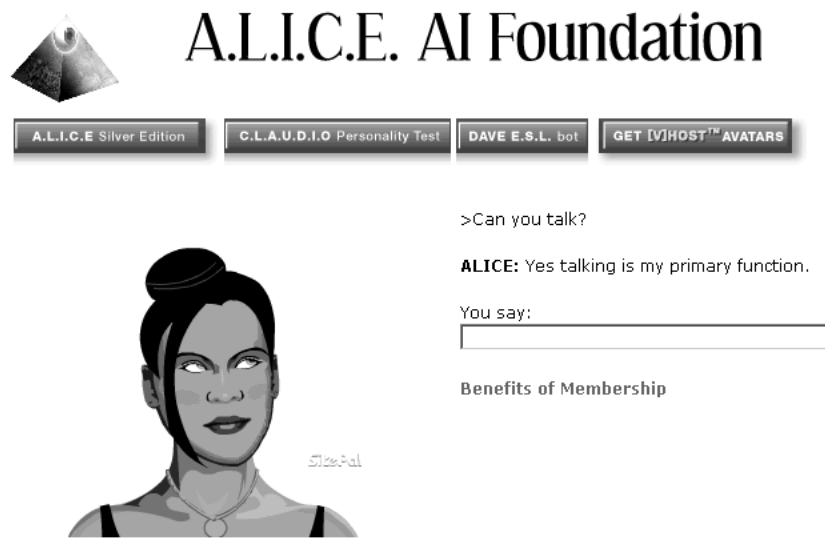 A.L.I.C.E. AI Foundation
A.L.I.C.E Silver Edition
C.L.A.U.D.I.O Personality Test
DAVE E.S.L. bot
GET [V]HOST™ AVATARS
>Can you talk?
ALICE: Yes talking is my primary function.
You say:
Benefits of Membership
SitePal